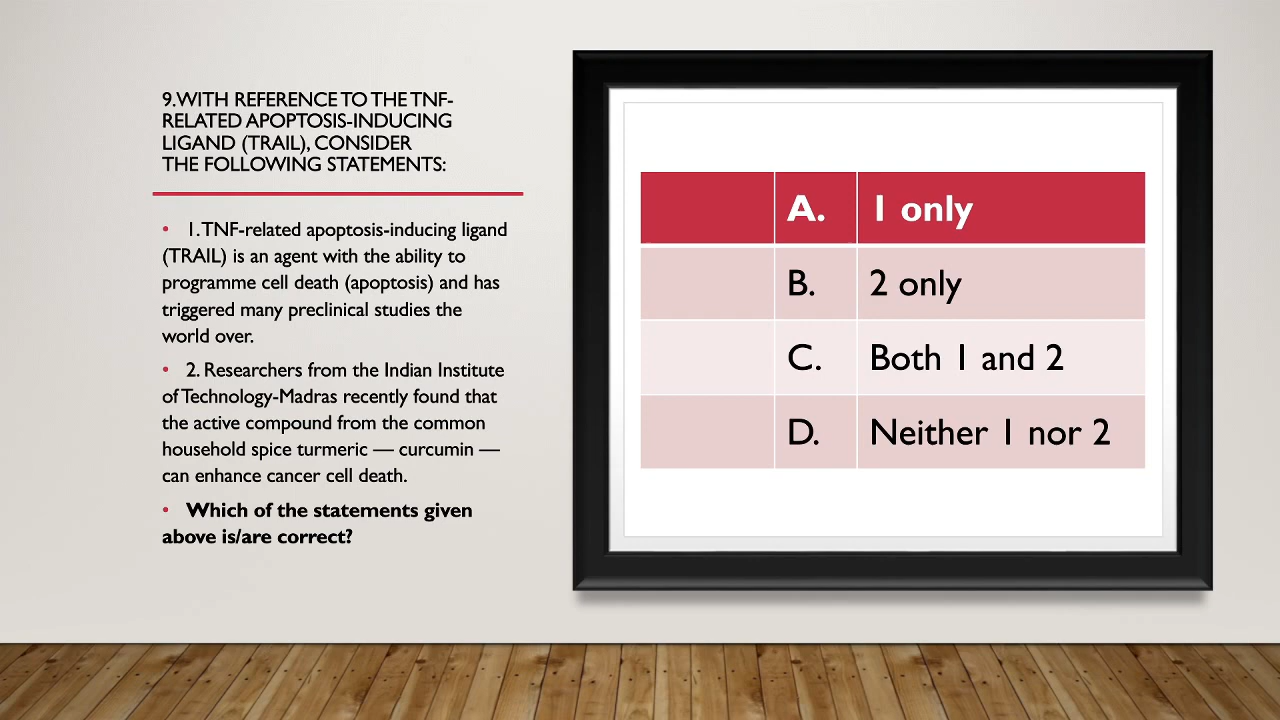 9.WITH REFERENCE TO THE TNF-
RELATED APOPTOSIS-INDUCING
LIGAND (TRAIL), CONSIDER
THE FOLLOWING STATEMENTS:
• 1.TNF-related apoptosis-inducing ligand
(TRAIL) is an agent with the ability to
programme cell death (apoptosis) and has
triggered many preclinical studies the
world over.
• 2. Researchers from the Indian Institute
of Technology-Madras recently found that
the active compound from the common
household spice turmeric — curcumin —
can enhance cancer cell death.
• Which of the statements given
above is/are correct?
A. 1 only
B. 2 only
C. Both 1 and 2
D. Neither 1 nor 2